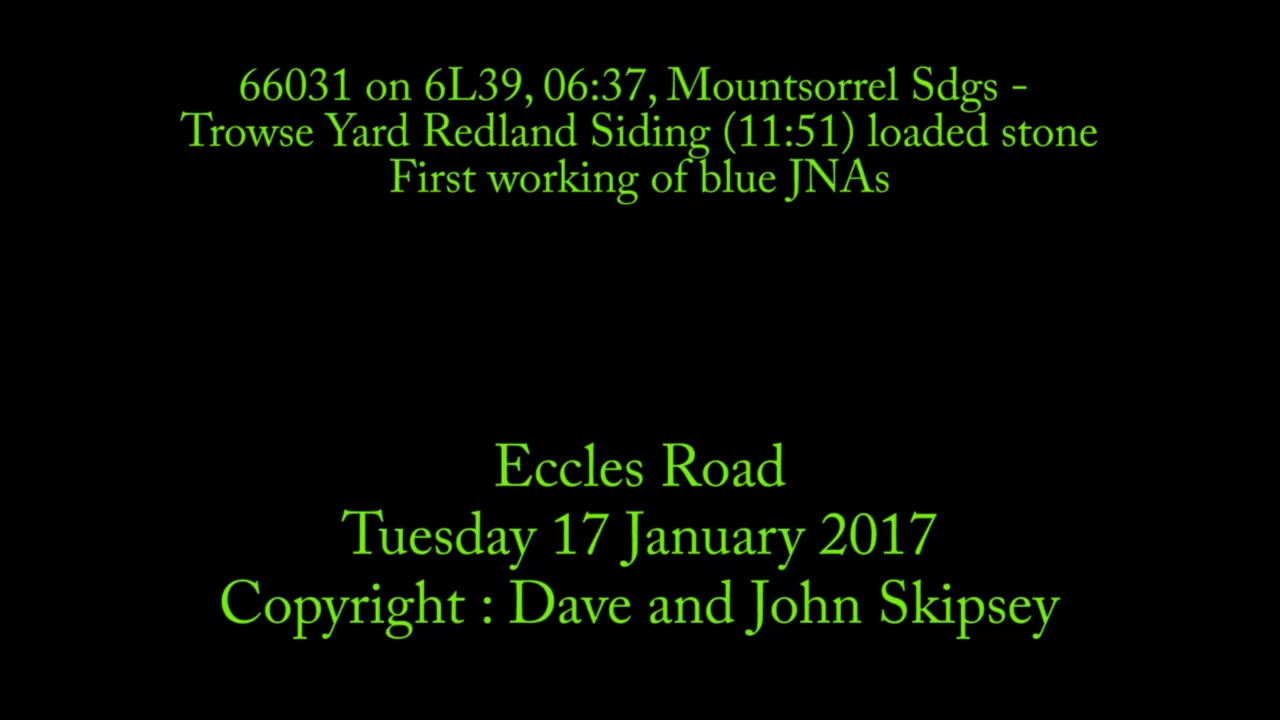 66031 on 6L39, 06:37, Mountsorrel Sdgs -
Trowse Yard Redland Siding (11:51) loaded stone
First working of blue JNAs
Eccles Road
Tuesday 17 January 2017
Copyright : Dave and John Skipsey